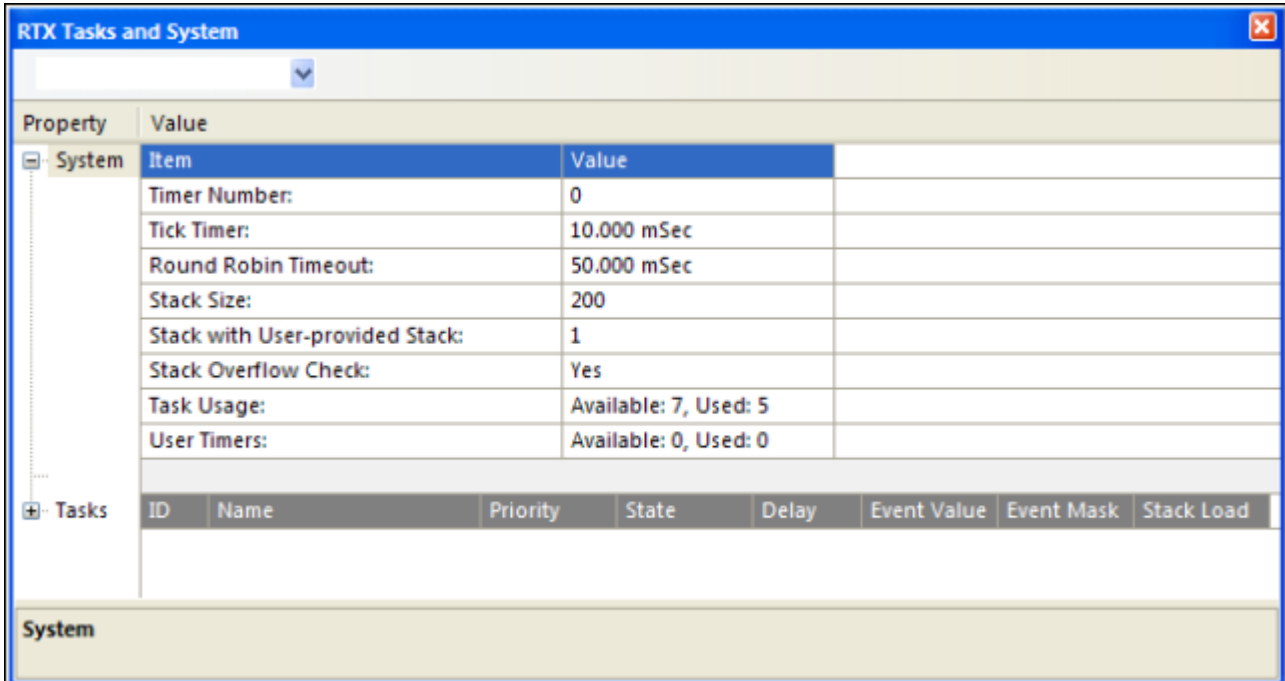 RTX Tasks and System
Property Value
System Item Value
Timer Number: 0
Tick Timer: 10.000 mSec
Round Robin Timeout: 50.000 mSec
Stack Size: 200
Stack with User-provided Stack: 1
Stack Overflow Check: Yes
Task Usage: Available: 7, Used: 5
User Timers: Available: 0, Used: 0
Tasks ID Name Priority State Delay Event Value Event Mask Stack Load
System